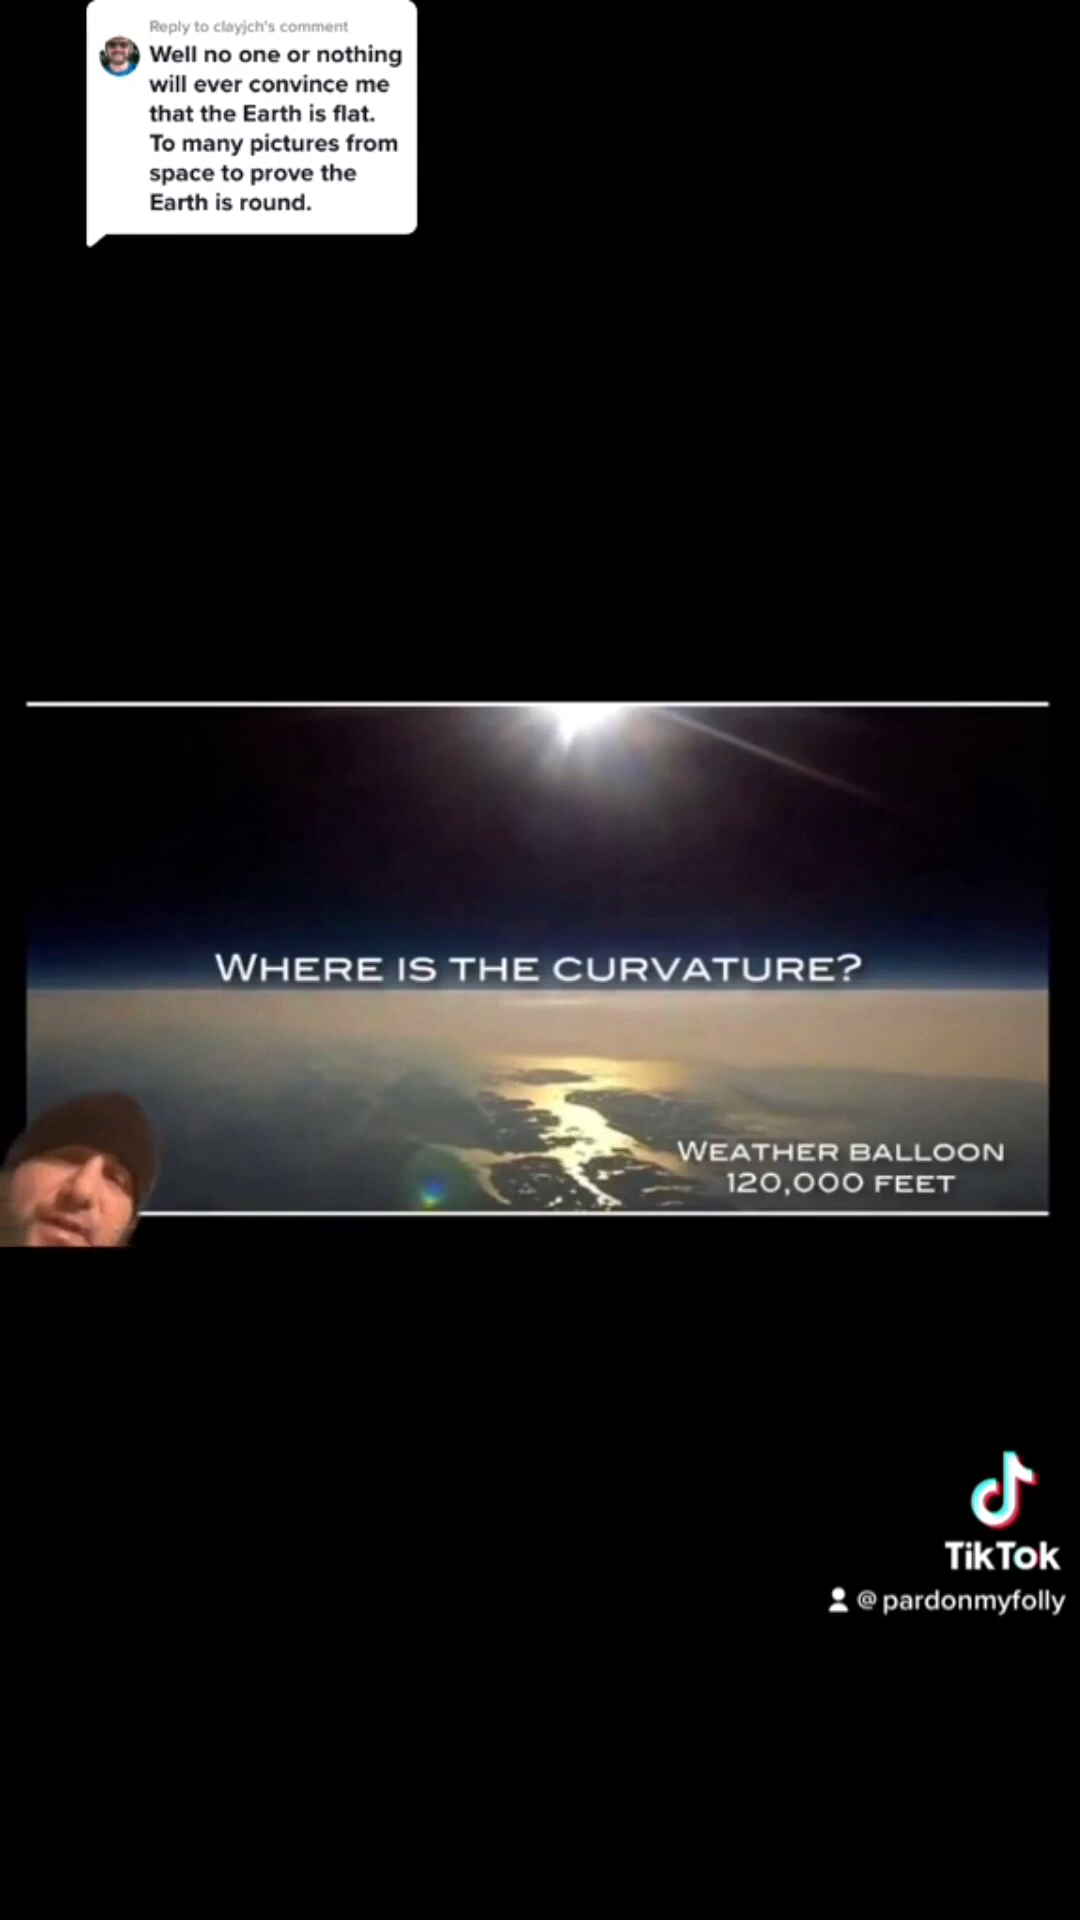 Reply to clayjch's comment
Well no one or nothing
will ever convince me
that the Earth is flat.
To many pictures from
space to prove the
Earth is round.
WHERE IS THE CURVATURE?
WEATHER BALLOON
120,000 FEET
TikTok
@pardonmyfolly